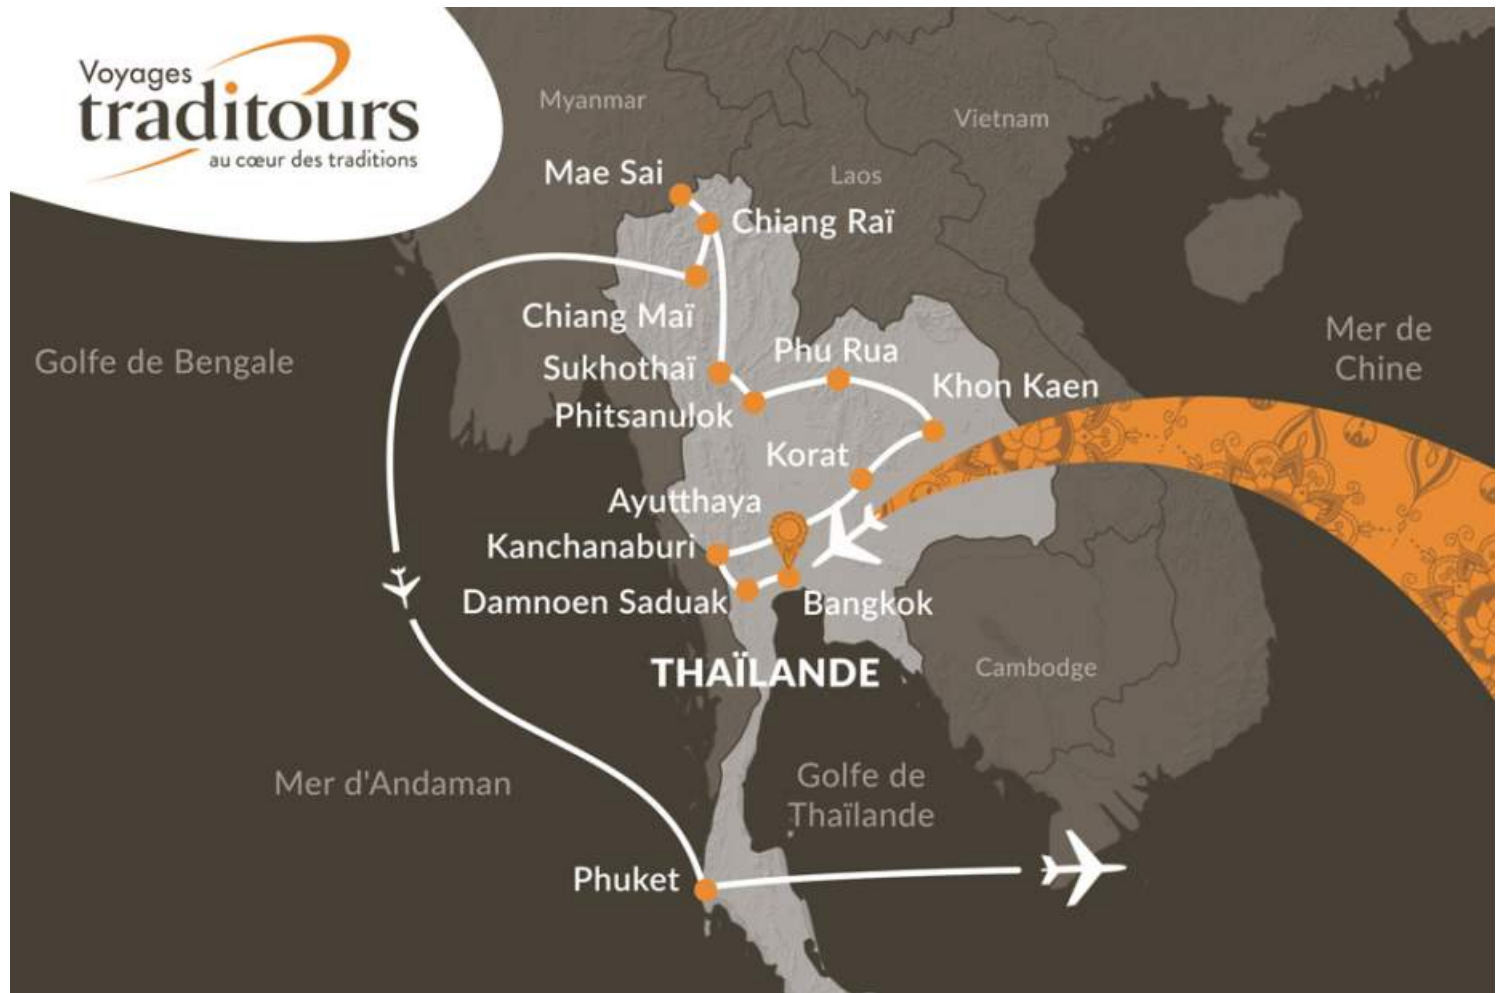 Voyages
traditours
au cœur des traditions
Myanmar
Vietnam
Mae Sai
Laos
Chiang Raï
Chiang Maï
Mer de
Chine
Golfe de Bengale
Phu Rua
Sukhothaï
Khon Kaen
Phitsanulok
Korat
Ayutthaya
Kanchanaburi
Damnoen Saduak
Bangkok
THAÏLANDE
Cambodge
Mer d'Andaman
Golfe de
Thaïlande
Phuket